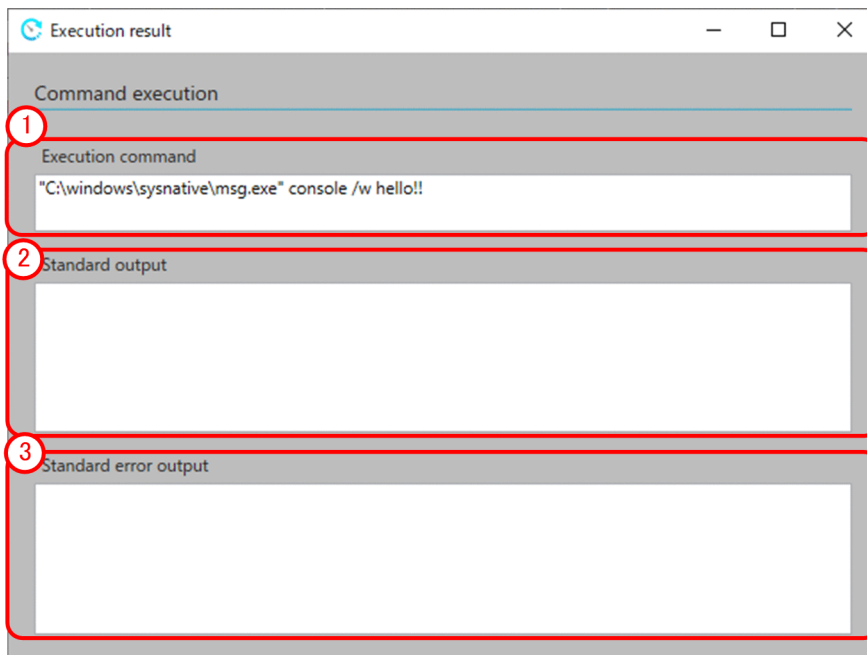 Execution result
Command execution
1
Execution command
"C:\windows\sysnative\msg.exe" console /w hello!!
2
Standard output
3
Standard error output